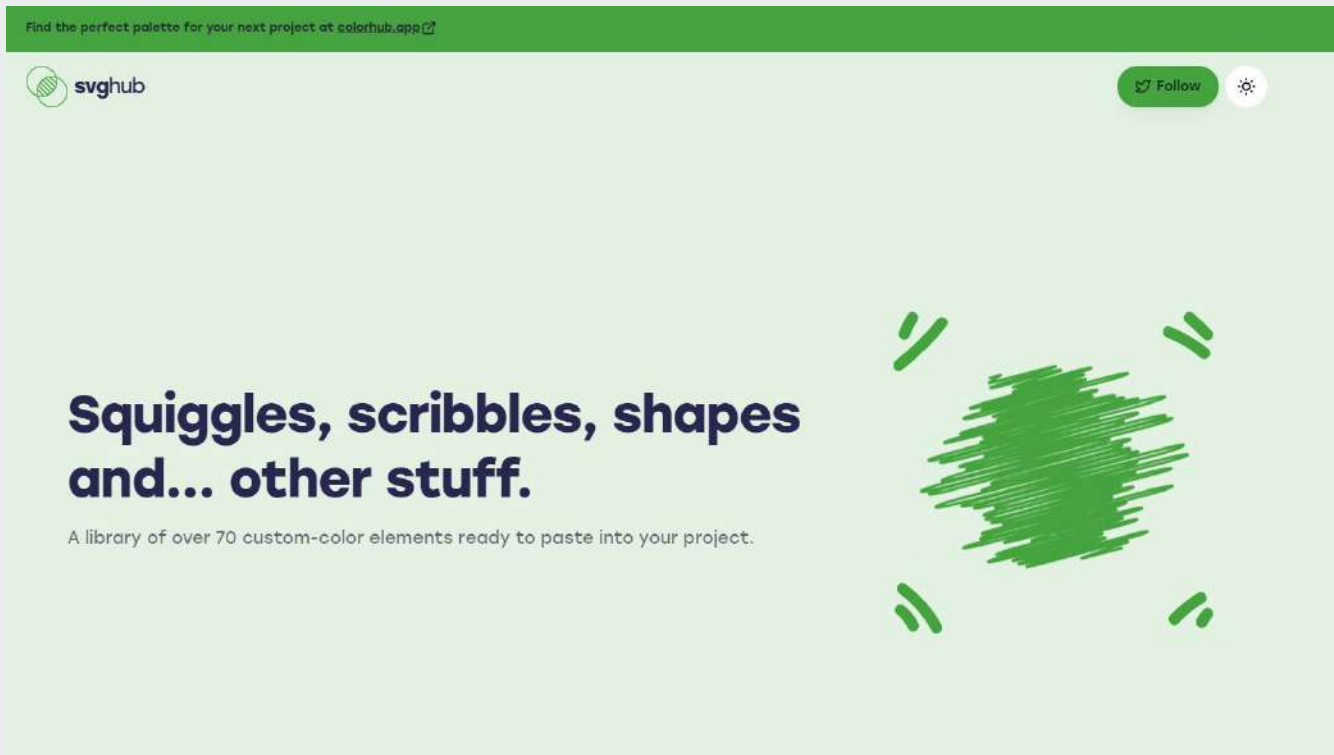 Find the perfect palette for your next project at colorhub.app
svghub
Follow
Squiggles, scribbles, shapes
and... other stuff.
A library of over 70 custom-color elements ready to paste into your project.